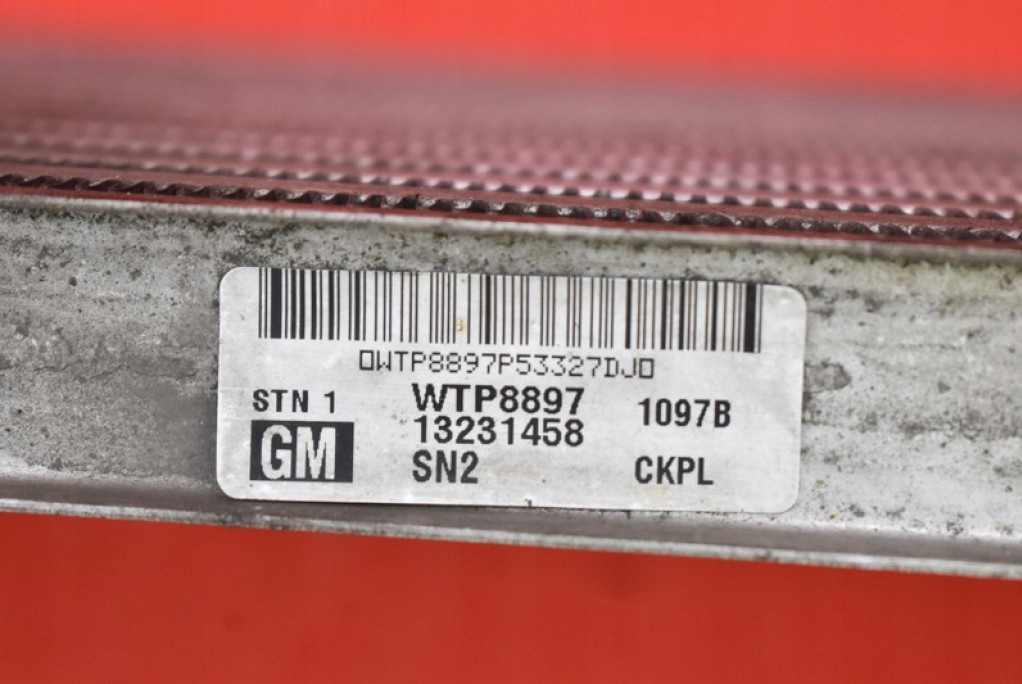 0WTP8897P53327DJ0
STN 1 WTP8897 1097B
13231458
GM SN2 CKPL